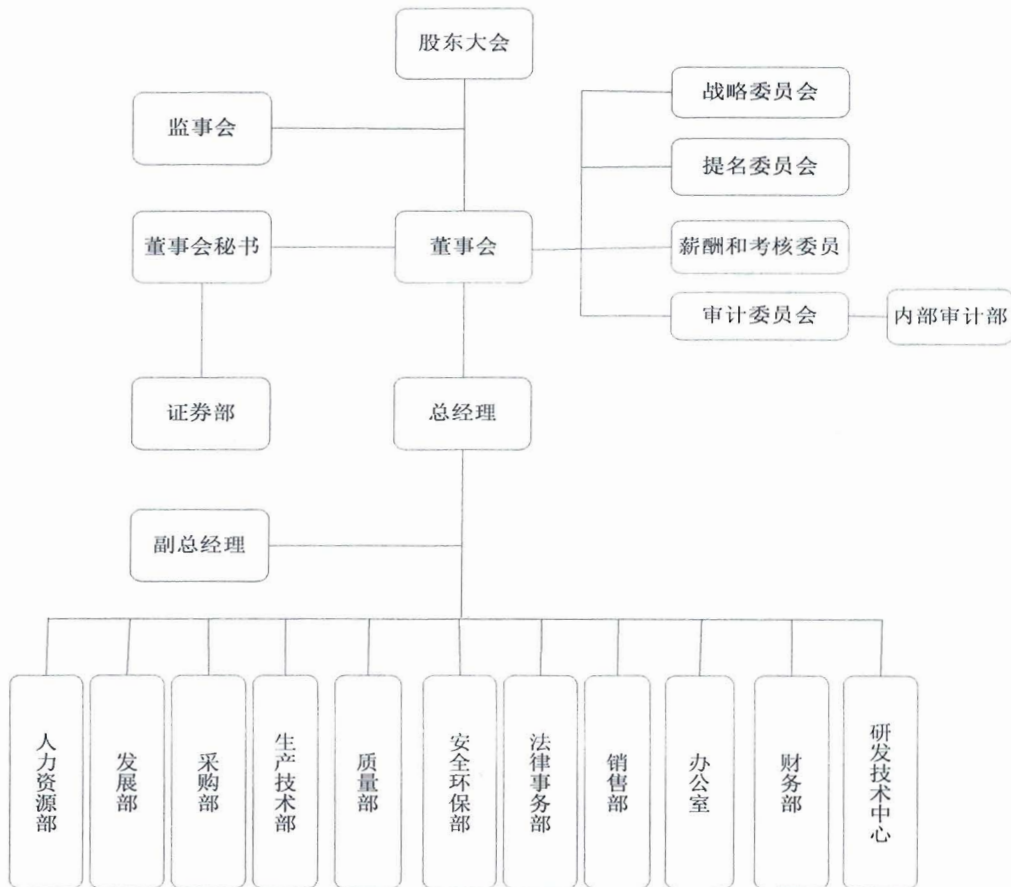 股东大会
战略委员会
监事会
提名委员会
董事会秘书
董事会
薪酬和考核委员
审计委员会
内部审计部
证券部
总经理
副总经理
人力资源部
发展部
采购部
生产技术部
质量部
安全环保部
法律事务部
销售部
办公室
财务部
研发技术中心